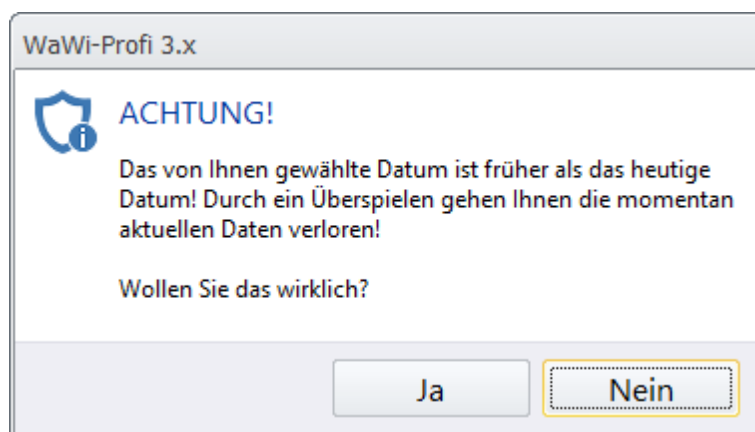 WaWi-Profi 3.x
ACHTUNG!
Das von Ihnen gewählte Datum ist früher als das heutige
Datum! Durch ein Überspielen gehen Ihnen die momentan
aktuellen Daten verloren!
Wollen Sie das wirklich?
Ja
Nein